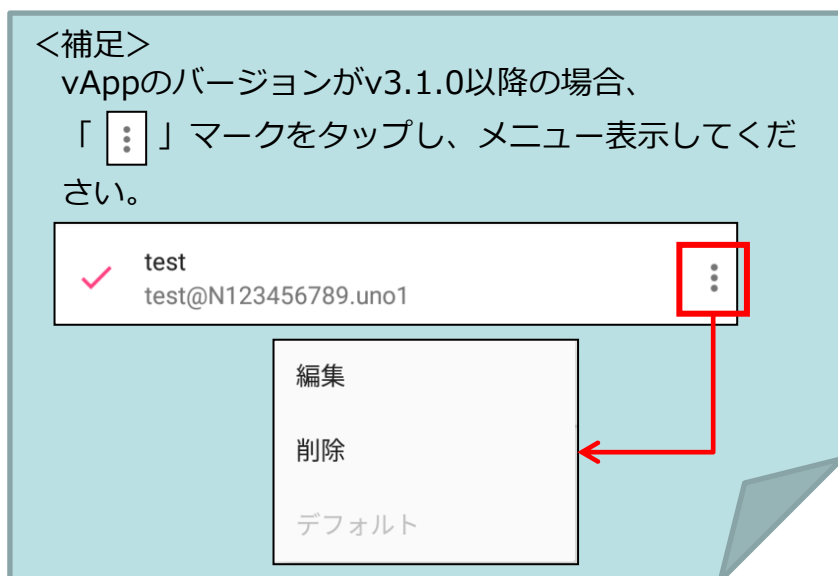 ＜補足＞
vAppのバージョンがv3.1.0以降の場合、
「 ⋮ 」マークをタップし、メニュー表示してくだ
さい。
test
test@N123456789.uno1
編集
削除
デフォルト